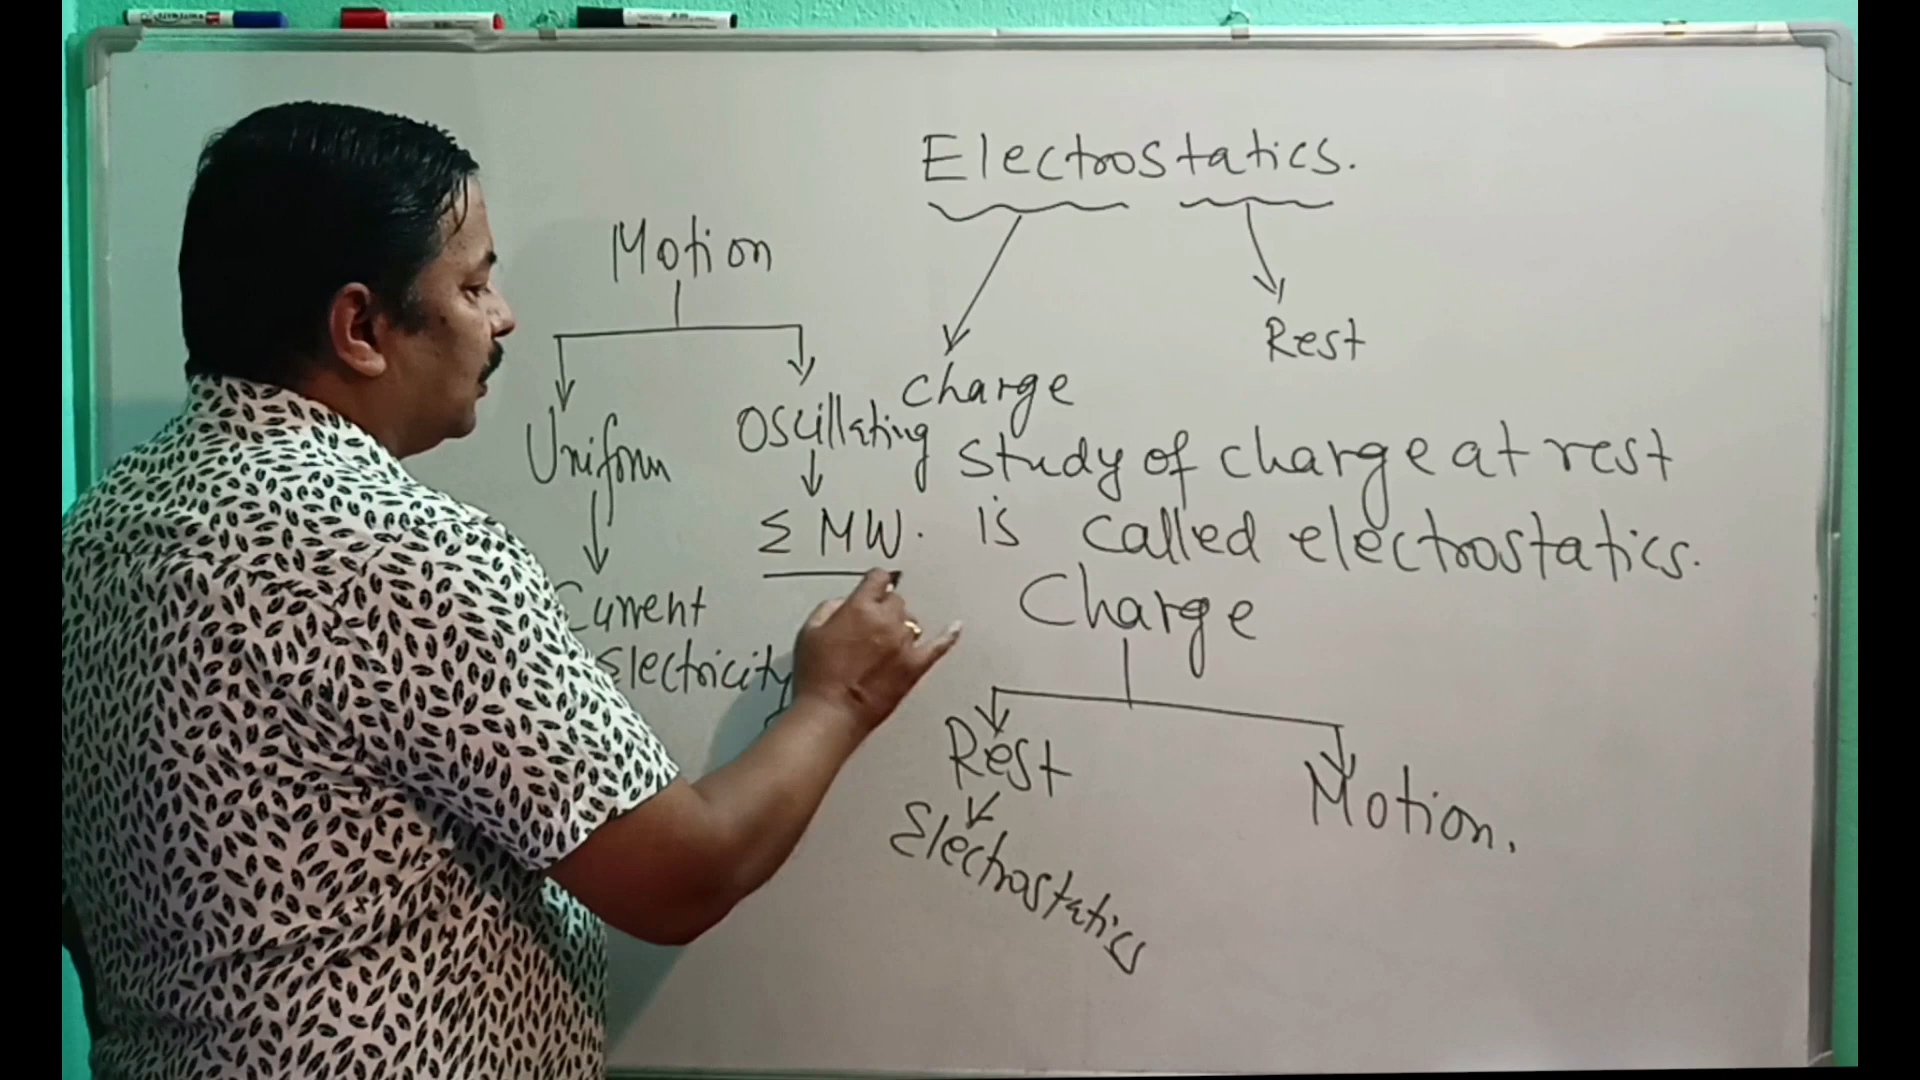 Electrostatics.
Motion
Rest
charge
Uniform
Oscillating
study of charge at rest
EMW.
is called electrostatics.
Current
Electricity
Charge
Rest
Motion.
Electrostatics